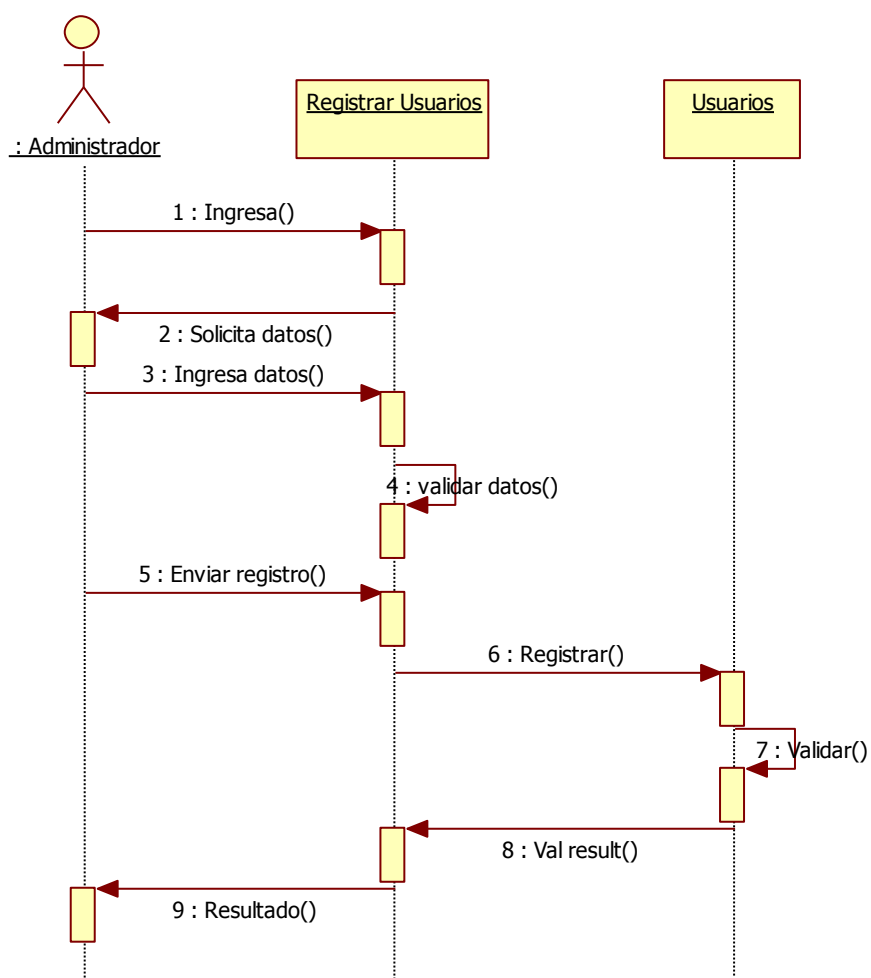 : Administrador
Registrar Usuarios
Usuarios
1 : Ingresa()
2 : Solicita datos()
3 : Ingresa datos()
4 : validar datos()
5 : Enviar registro()
6 : Registrar()
7 : Validar()
8 : Val result()
9 : Resultado()